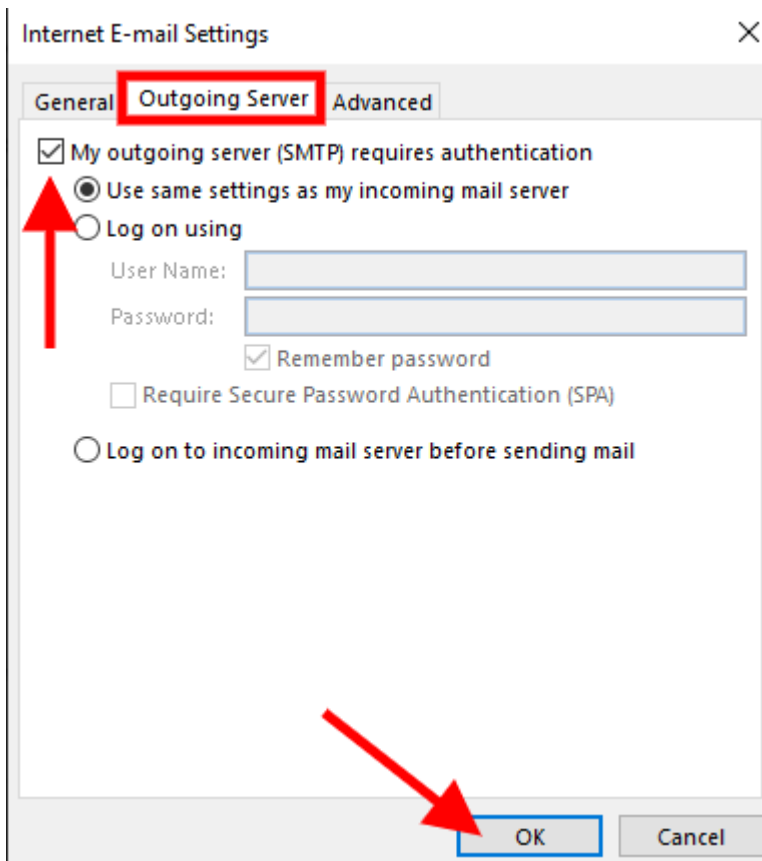 Internet E-mail Settings
General Outgoing Server Advanced
My outgoing server (SMTP) requires authentication
Use same settings as my incoming mail server
Log on using
User Name:
Password:
Remember password
Require Secure Password Authentication (SPA)
Log on to incoming mail server before sending mail
OK Cancel